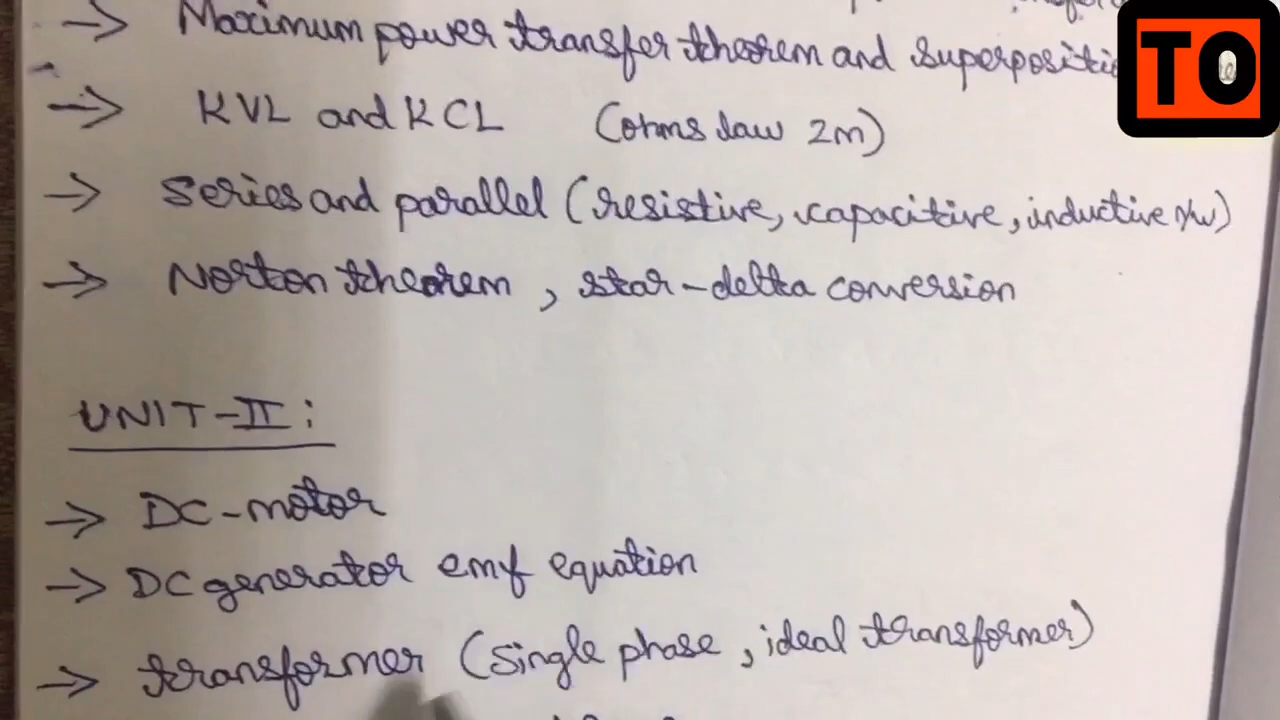 → Maximum power transfer theorem and superposition
TO
→ KVL and KCL (ohms law 2m)
→ Series and parallel (resistive, capacitive, inductive n/w)
→ Norton theorem, star-delta conversion
UNIT-II:
→ DC-motor
→ DC generator emf equation
→ transformer (single phase, ideal transformer)